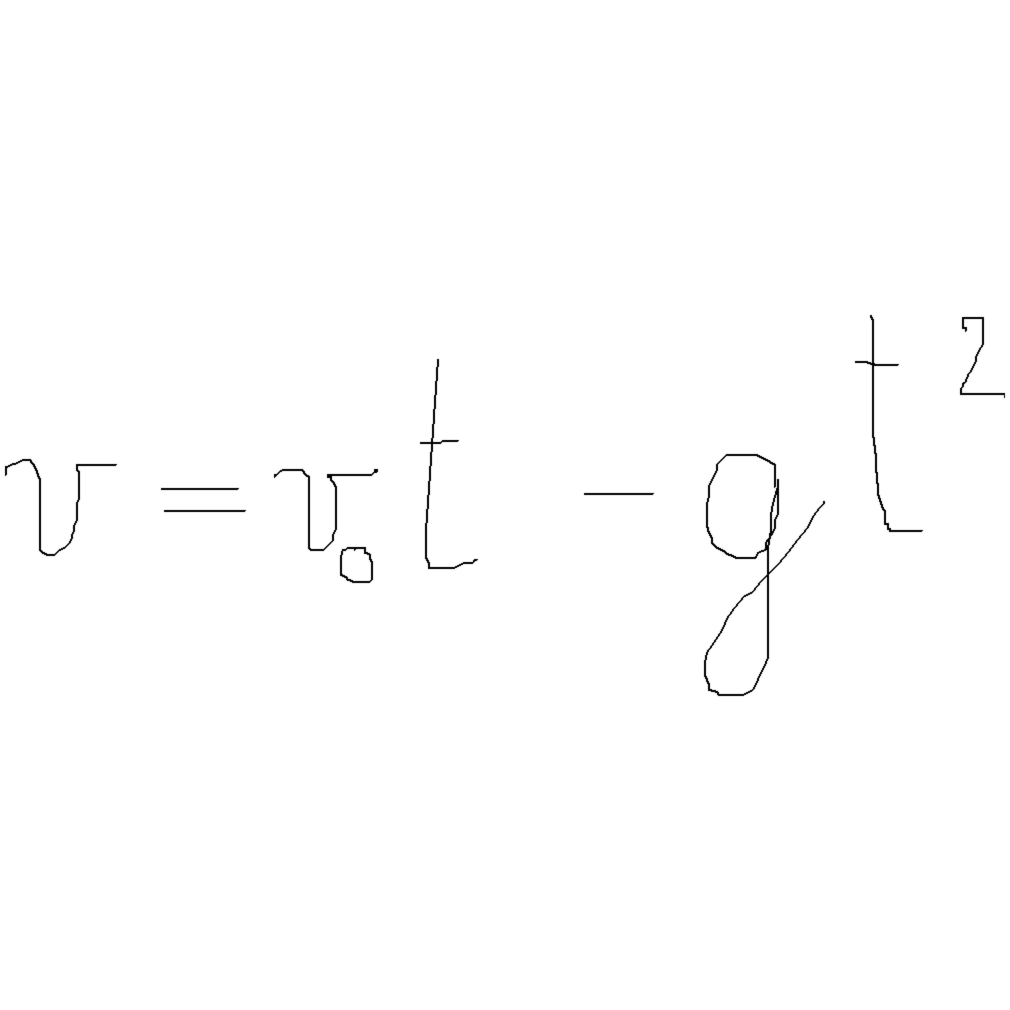 v = v₀t - gt²